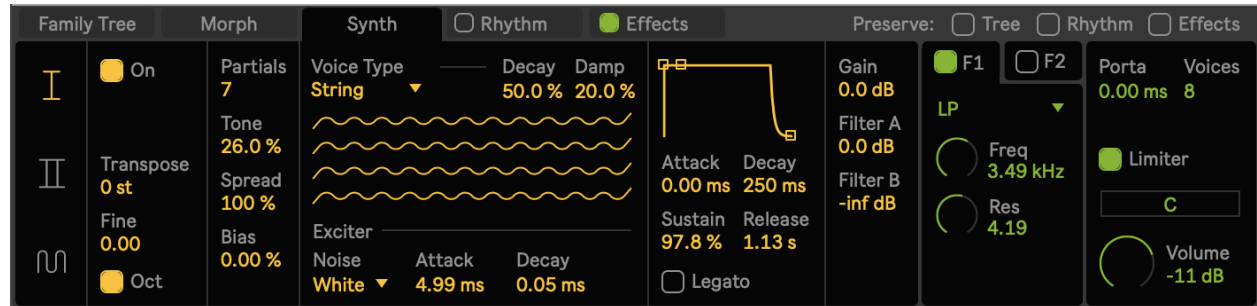 Family Tree Morph Synth Rhythm Effects Preserve: Tree Rhythm Effects
On
Transpose
0 st
Fine
0.00
Oct
Partials
7
Tone
26.0 %
Spread
100 %
Bias
0.00 %
Voice Type Decay Damp
String 50.0 % 20.0 %
Exciter
Noise Attack Decay
White 4.99 ms 0.05 ms
Attack Decay
0.00 ms 250 ms
Sustain Release
97.8 % 1.13 s
Legato
Gain
0.0 dB
Filter A
0.0 dB
Filter B
-inf dB
F1 F2
LP
Freq
3.49 kHz
Res
4.19
Porta Voices
0.00 ms 8
Limiter
C
Volume
-11 dB